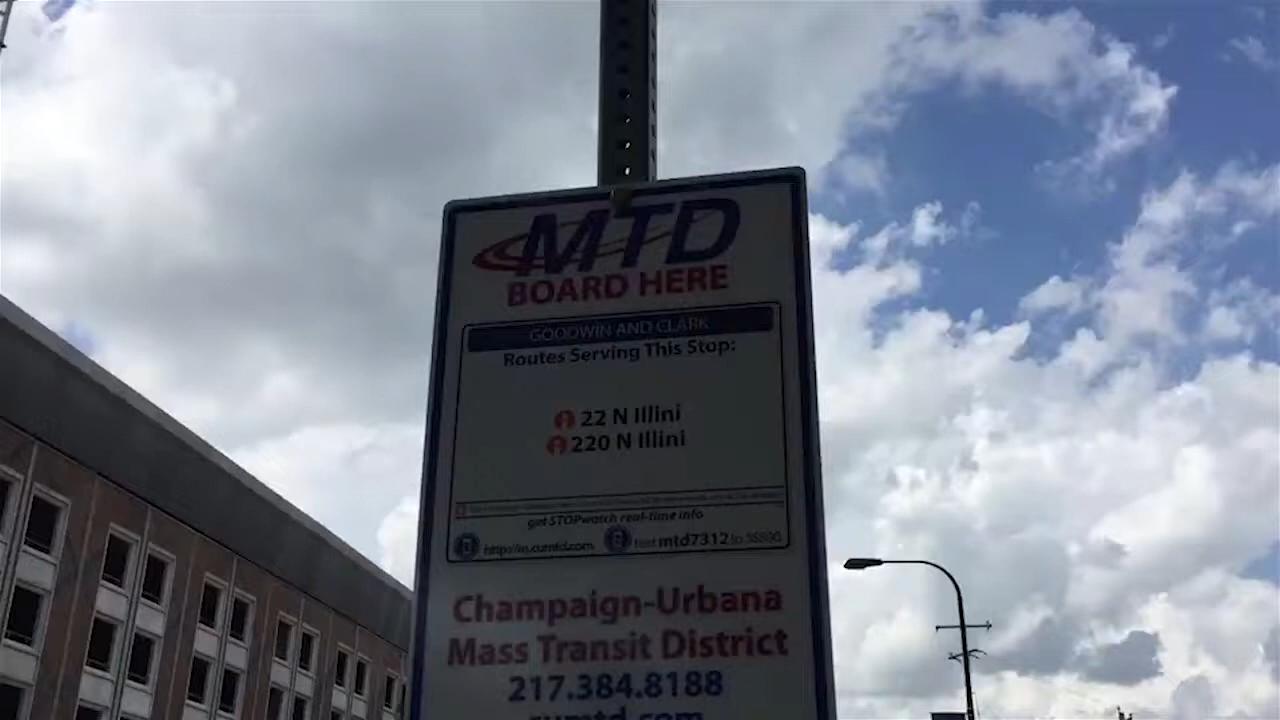 MTD
BOARD HERE
GOODWIN AND CLARK
Routes Serving This Stop:
22 N Illini
220 N Illini
get STOPwatch real-time info
http://m.cumtd.com text mtd7312 to 35890
Champaign-Urbana
Mass Transit District
217.384.8188
cumtd.com